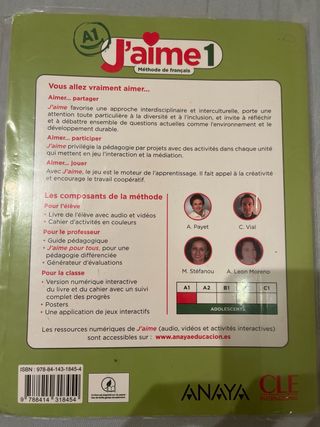 A1
J'aime 1
Méthode de français
Vous allez vraiment aimer...
Aimer... partager
J'aime favorise une approche interdisciplinaire et interculturelle, porte une
attention toute particulière à la diversité et à l'inclusion, et invite à réfléchir
et à débattre ensemble de questions actuelles comme l'environnement et le
développement durable.
Aimer... participer
J'aime privilégie la pédagogie par projets avec des activités dans chaque unité
qui mettent en jeu l'interaction et la médiation.
Aimer... jouer
Avec J'aime, le jeu est le moteur de l'apprentissage. Il fait appel à la créativité
et encourage le travail coopératif.
Les composants de la méthode
Pour l'élève
- Livre de l'élève avec audio et vidéos
- Cahier d'activités en couleurs
Pour le professeur
- Guide pédagogique
- J'aime pour tous, pour une
pédagogie différenciée
- Générateur d'évaluations
Pour la classe
- Version numérique interactive
du livre et du cahier avec un suivi
complet des progrès
- Posters
- Une application de jeux interactifs
A. Payet
C. Vial
M. Stéfanou
A. Leon Moreno
A1 A2 B1 C1
ADOLESCENTS
Les ressources numériques de J'aime (audio, vidéos et activités interactives)
sont accessibles sur : www.anayaeducacion.es
ISBN : 978-84-143-1845-4
9 788414 318454
ANAYA
CLE
INTERNATIONAL